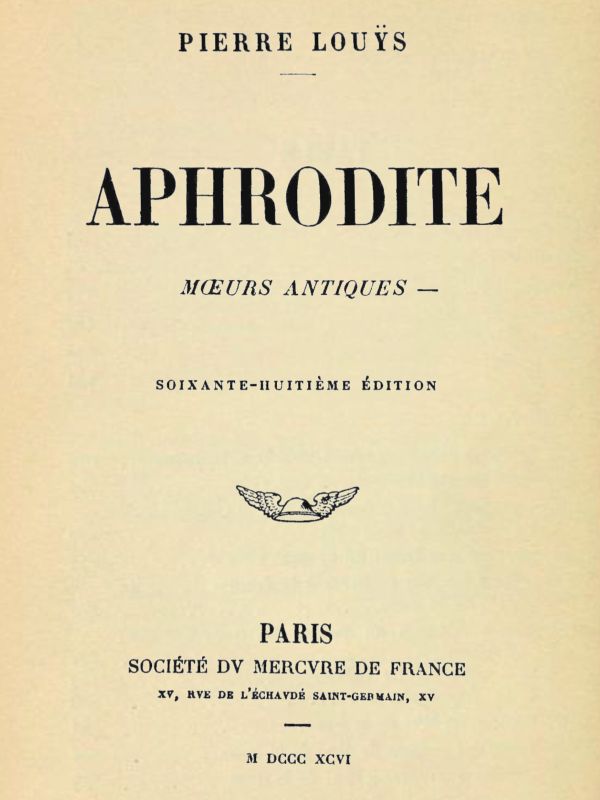 PIERRE LOUŸS
APHRODITE
MŒURS ANTIQUES —
SOIXANTE-HUITIÈME ÉDITION
PARIS
SOCIÉTÉ DV MERCVRE DE FRANCE
XV, RVE DE L'ÉCHAVDÉ SAINT-GERMAIN, XV
M DCCC XCVI